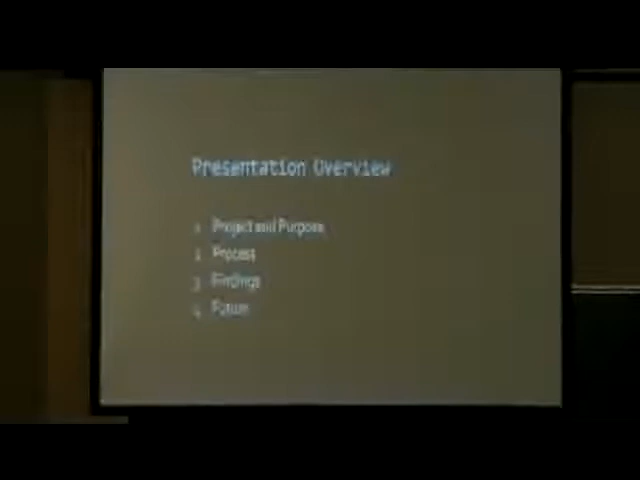 Presentation Overview
1 Project and Purpose
2 Process
3 Findings
4 Future